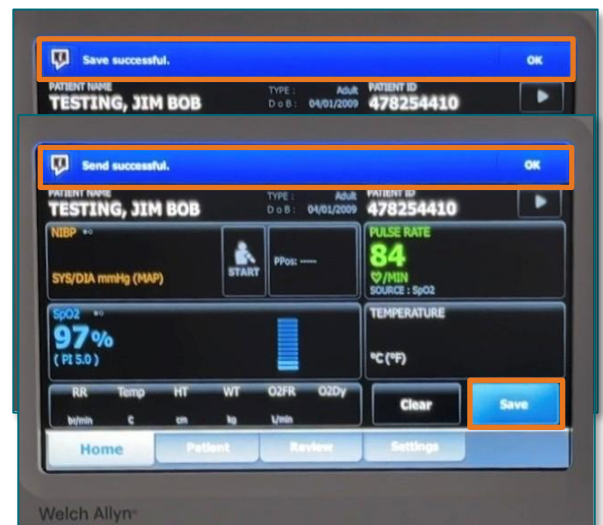 Save successful. OK
PATIENT NAME TYPE : Adult PATIENT ID
TESTING, JIM BOB D o B : 04/01/2009 478254410
Send successful. OK
PATIENT NAME TYPE : Adult PATIENT ID
TESTING, JIM BOB D o B : 04/01/2009 478254410
NIBP PULSE RATE
84
START PPos: -----
SYS/DIA mmHg (MAP) ♡/MIN
SOURCE : SpO2
SpO2 TEMPERATURE
97%
( PI 5.0 ) °C (°F)
RR Temp HT WT O2FR O2Dy
br/min C cm kg L/min
Clear Save
Home Patient Review Settings
Welch Allyn